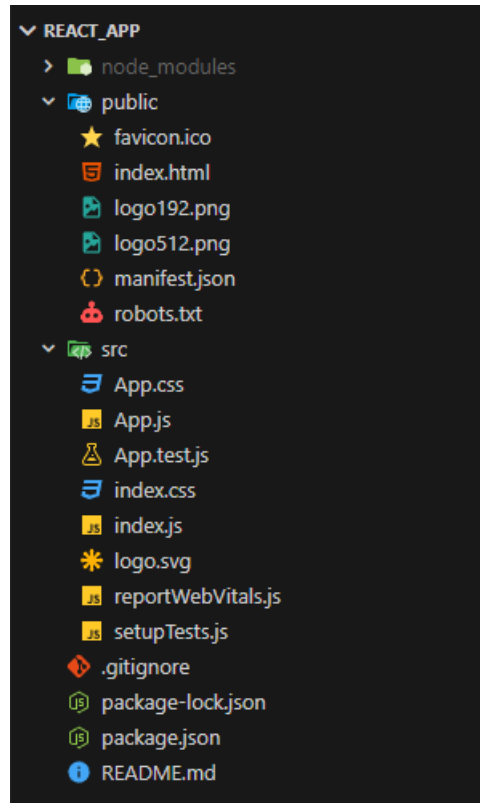 REACT_APP
node_modules
public
favicon.ico
index.html
logo192.png
logo512.png
manifest.json
robots.txt
src
App.css
App.js
App.test.js
index.css
index.js
logo.svg
reportWebVitals.js
setupTests.js
.gitignore
package-lock.json
package.json
README.md